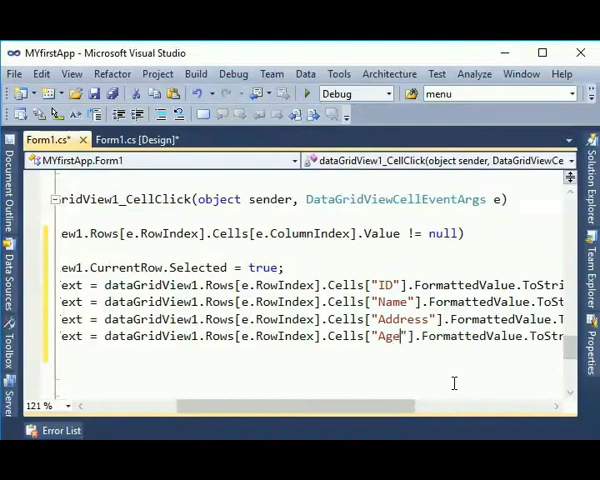 MYfirstApp - Microsoft Visual Studio
File Edit View Refactor Project Build Debug Team Data Tools Architecture Test Analyze Window Help
Debug menu
Form1.cs* Form1.cs [Design]*
MYfirstApp.Form1 dataGridView1_CellClick(object sender, DataGridViewCe
ridView1_CellClick(object sender, DataGridViewCellEventArgs e)
ew1.Rows[e.RowIndex].Cells[e.ColumnIndex].Value != null)
ew1.CurrentRow.Selected = true;
ext = dataGridView1.Rows[e.RowIndex].Cells["ID"].FormattedValue.ToStri
ext = dataGridView1.Rows[e.RowIndex].Cells["Name"].FormattedValue.ToSt
ext = dataGridView1.Rows[e.RowIndex].Cells["Address"].FormattedValue.T
ext = dataGridView1.Rows[e.RowIndex].Cells["Age"].FormattedValue.ToStr
121 %
Error List
Document Outline
Data Sources
Toolbox
Server
Solution Explorer
Properties